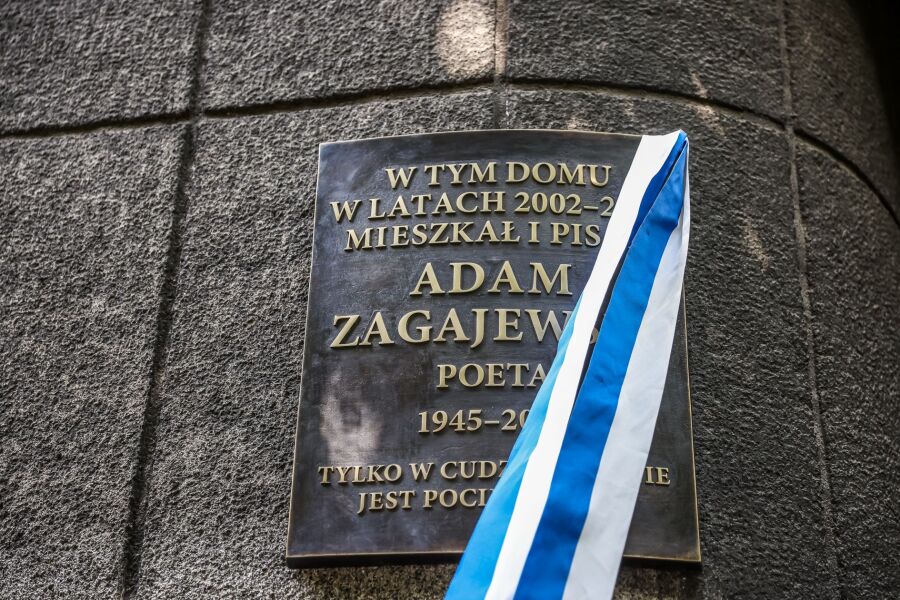 W TYM DOMU
W LATACH 2002–2
MIESZKAŁ I PIS
ADAM
ZAGAJEW
POETA
1945–20
TYLKO W CUDZ IE
JEST POCI